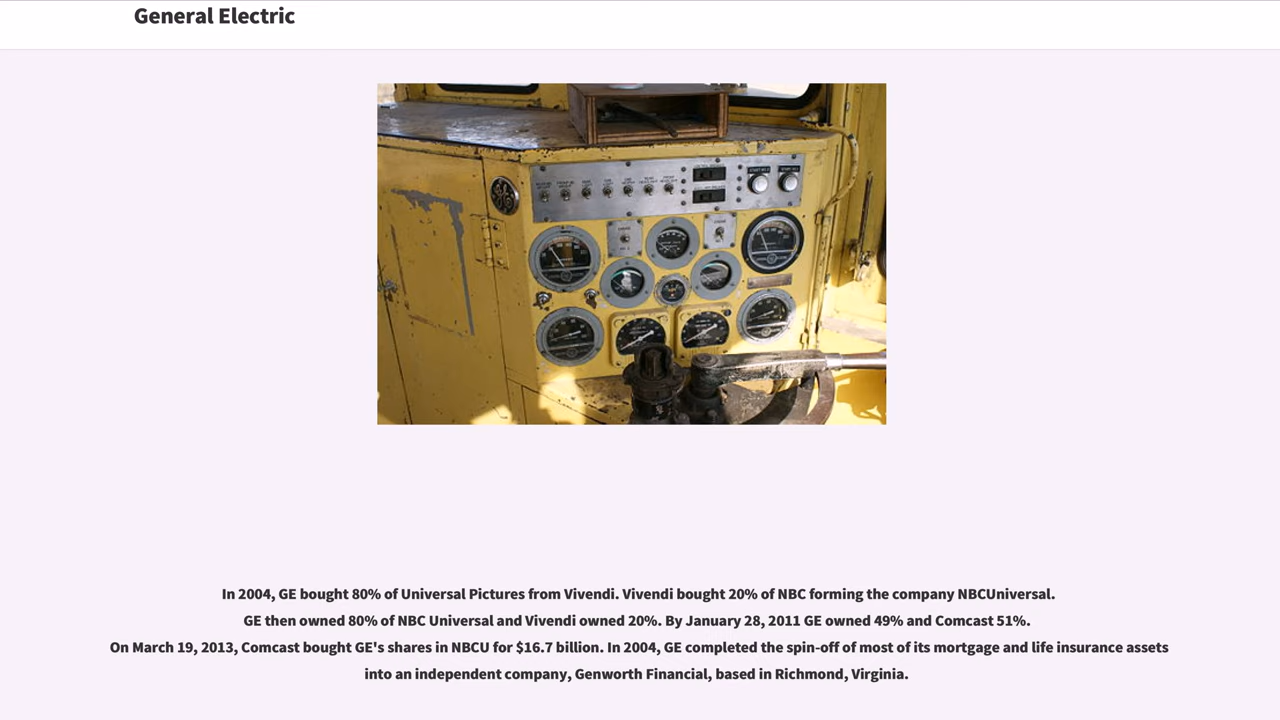 General Electric
In 2004, GE bought 80% of Universal Pictures from Vivendi. Vivendi bought 20% of NBC forming the company NBCUniversal.
GE then owned 80% of NBC Universal and Vivendi owned 20%. By January 28, 2011 GE owned 49% and Comcast 51%.
On March 19, 2013, Comcast bought GE's shares in NBCU for $16.7 billion. In 2004, GE completed the spin-off of most of its mortgage and life insurance assets
into an independent company, Genworth Financial, based in Richmond, Virginia.